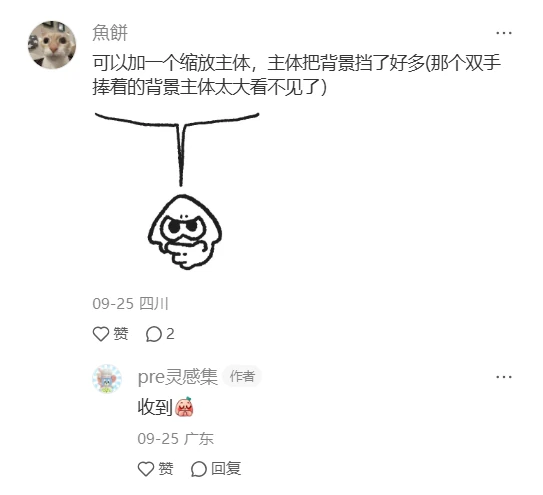 魚餅
可以加一个缩放主体，主体把背景挡了好多(那个双手
捧着的背景主体太大看不见了）
09-25 四川
赞 2
pre灵感集 作者
收到
09-25 广东
赞 回复